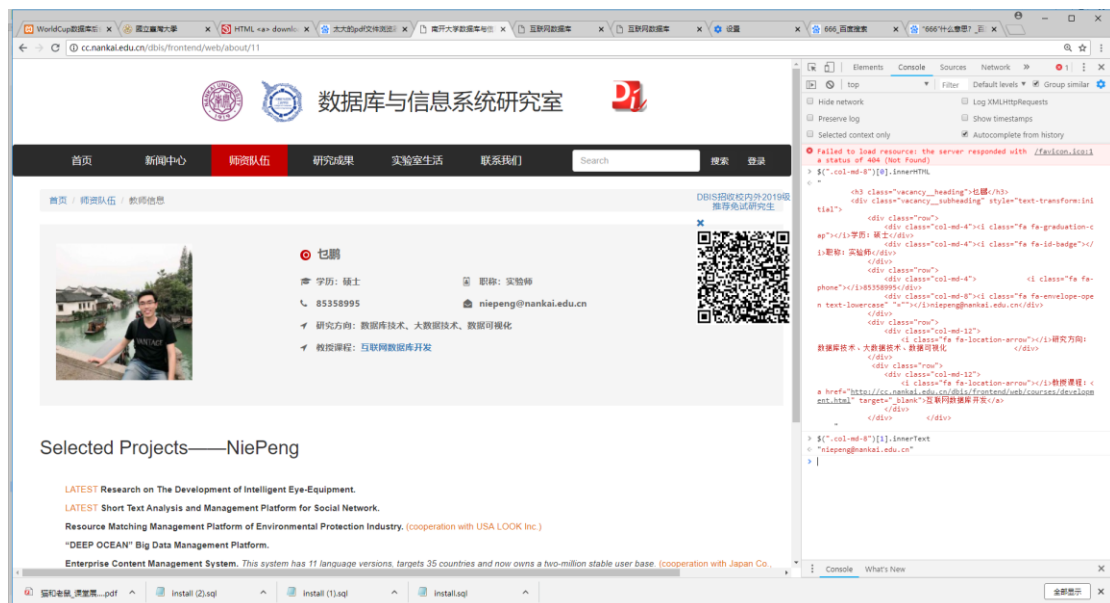 WorldCup数据库后
國立臺灣大學
HTML <a> downlo
太大的pdf文件浏览
南开大学数据库与信
互联网数据库
互联网数据库
设置
666_百度搜索
"666"什么意思?_百
cc.nankai.edu.cn/dbis/frontend/web/about/11
数据库与信息系统研究室
首页 新闻中心 师资队伍 研究成果 实验室生活 联系我们 Search 搜索 登录
首页 / 师资队伍 / 教师信息
DBIS招收校内外2019级
推荐免试研究生
乜鹏
学历：硕士 职称：实验师
85358995 niepeng@nankai.edu.cn
研究方向：数据库技术、大数据技术、数据可视化
教授课程：互联网数据库开发
Selected Projects——NiePeng
LATEST Research on The Development of Intelligent Eye-Equipment.
LATEST Short Text Analysis and Management Platform for Social Network.
Resource Matching Management Platform of Environmental Protection Industry. (cooperation with USA LOOK Inc.)
“DEEP OCEAN” Big Data Management Platform.
Enterprise Content Management System. This system has 11 language versions, targets 35 countries and now owns a two-million stable user base. (cooperation with Japan Co.,
Elements Console Sources Network » 1
top Filter Default levels ▼ Group similar
Hide network Log XMLHttpRequests
Preserve log Show timestamps
Selected context only Autocomplete from history
Failed to load resource: the server responded with /favicon.ico:1
a status of 404 (Not Found)
> $(".col-md-8")[0].innerHTML
"
<h3 class="vacancy__heading">乜鹏</h3>
<div class="vacancy__subheading" style="text-transform:ini
tial">
<div class="row">
<div class="col-md-4"><i class="fa fa-graduation-c
ap"></i>学历：硕士</div>
<div class="col-md-4"><i class="fa fa-id-badge"></
i>职称：实验师</div>
</div>
<div class="row">
<div class="col-md-4"> <i class="fa fa-
phone"></i>85358995</div>
<div class="col-md-8"><i class="fa fa-envelope-ope
n text-lowercase" "=""></i>niepeng@nankai.edu.cn</div>
</div>
<div class="row">
<div class="col-md-12">
<i class="fa fa-location-arrow"></i>研究方向：
数据库技术、大数据技术、数据可视化 </div>
</div>
<div class="row">
<div class="col-md-12">
<i class="fa fa-location-arrow"></i>教授课程：<
a href="http://cc.nankai.edu.cn/dbis/frontend/web/courses/developm
ent.html" target="_blank">互联网数据库开发</a>
</div>
</div> </div>
"
> $(".col-md-8")[1].innerText
"niepeng@nankai.edu.cn"
>
Console What's New
猫和老鼠_课堂展....pdf install (2).sql install (1).sql install.sql 全部显示